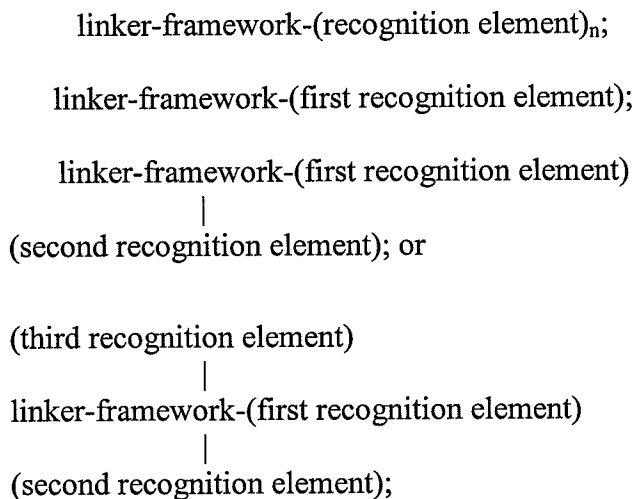 linker-framework-(recognition element)n;
linker-framework-(first recognition element);
linker-framework-(first recognition element)
|
(second recognition element); or
(third recognition element)
|
linker-framework-(first recognition element)
|
(second recognition element);